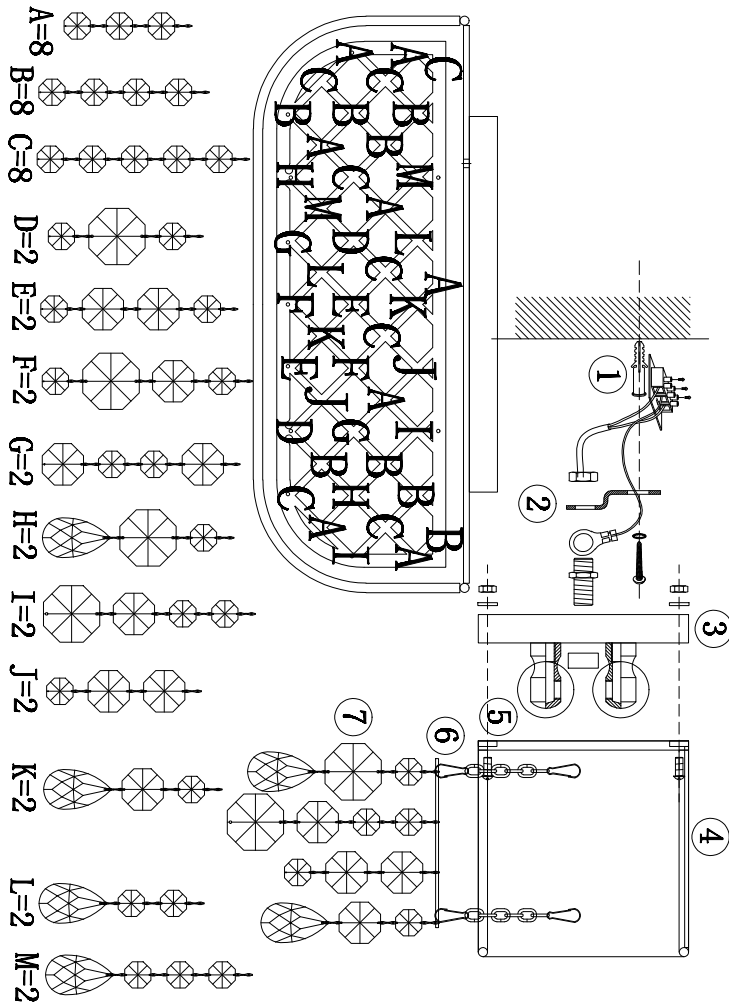 1
2
3
4
5
6
7
C A B
A B M L K J I B A
C B A C C A B C
A B C D E F G H I
C A M L K J B A
B H G F E D C
A=8
B=8
C=8
D=2
E=2
F=2
G=2
H=2
I=2
J=2
K=2
L=2
M=2